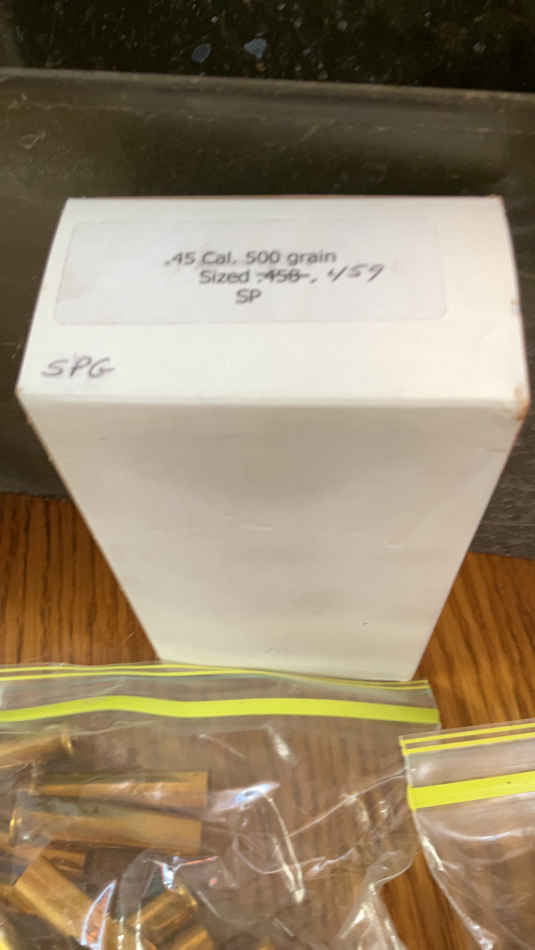 .45 Cal. 500 grain
Sized .458 .459
SP
SPG